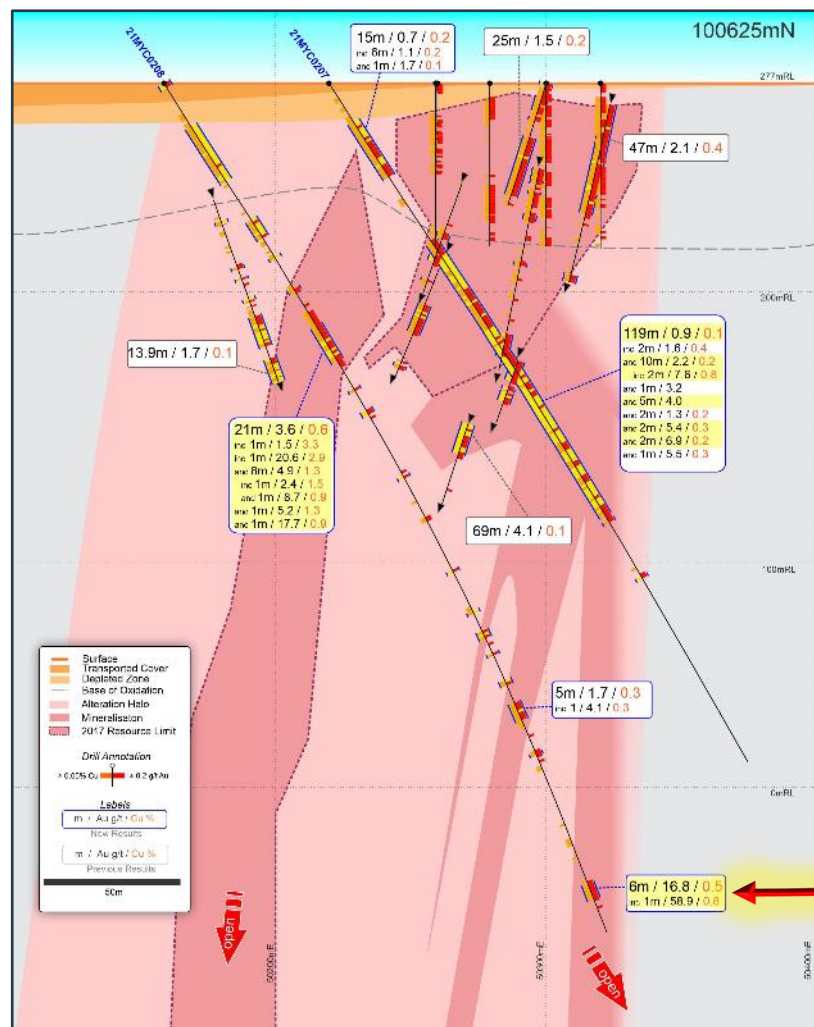 100625mN
21MYC0208
21MYC0207
15m / 0.7 / 0.2
inc 6m / 1.1 / 0.2
and 1m / 1.7 / 0.1
25m / 1.5 / 0.2
277mRL
47m / 2.1 / 0.4
200mRL
13.9m / 1.7 / 0.1
119m / 0.9 / 0.1
inc 2m / 1.6 / 0.4
and 10m / 2.2 / 0.2
inc 2m / 7.6 / 0.8
and 1m / 3.2
and 5m / 4.0
and 2m / 1.3 / 0.2
and 2m / 5.4 / 0.3
and 2m / 6.9 / 0.2
and 1m / 5.5 / 0.3
21m / 3.6 / 0.6
inc 1m / 1.5 / 3.3
inc 1m / 20.6 / 2.9
and 6m / 4.9 / 1.3
inc 1m / 2.4 / 1.5
and 1m / 8.7 / 0.9
and 1m / 5.2 / 1.3
and 1m / 17.7 / 0.9
69m / 4.1 / 0.1
100mRL
5m / 1.7 / 0.3
inc 1 / 4.1 / 0.3
0mRL
6m / 16.8 / 0.5
inc 1m / 58.9 / 0.8
Surface
Transported Cover
Depleted Zone
Base of Oxidation
Alteration Halo
Mineralisaton
2017 Resource Limit
Drill Annotation
> 0.05% Cu
> 0.2 g/t Au
Labels
m / Au g/t / Cu %
New Results
m / Au g/t / Cu %
Previous Results
50m
open
open
50200mE
50300mE
50400mE